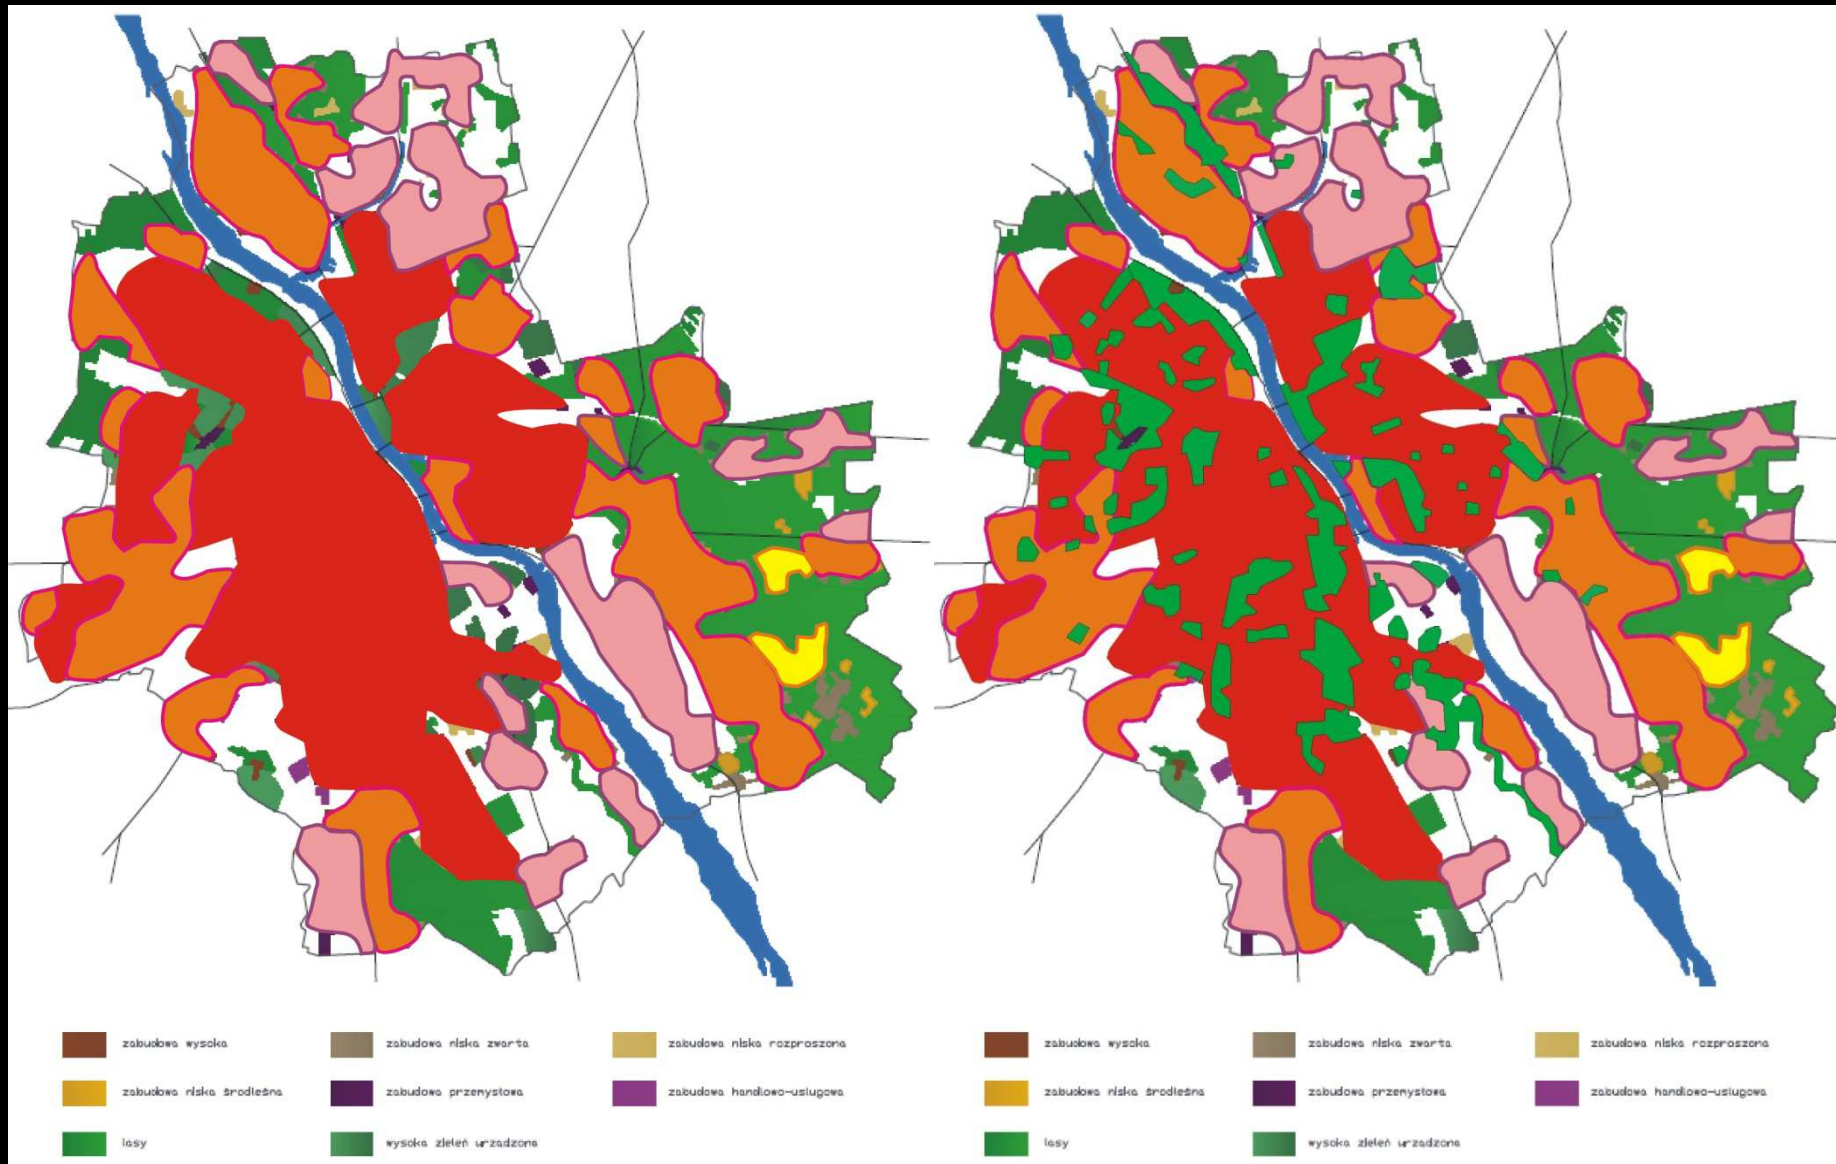 zabudowa wysoka
zabudowa niska zwarta
zabudowa niska rozproszona
zabudowa niska śródleśna
zabudowa przemysłowa
zabudowa handlowo-usługowa
lasy
wysoka zieleń urządzona
zabudowa wysoka
zabudowa niska zwarta
zabudowa niska rozproszona
zabudowa niska śródleśna
zabudowa przemysłowa
zabudowa handlowo-usługowa
lasy
wysoka zieleń urządzona